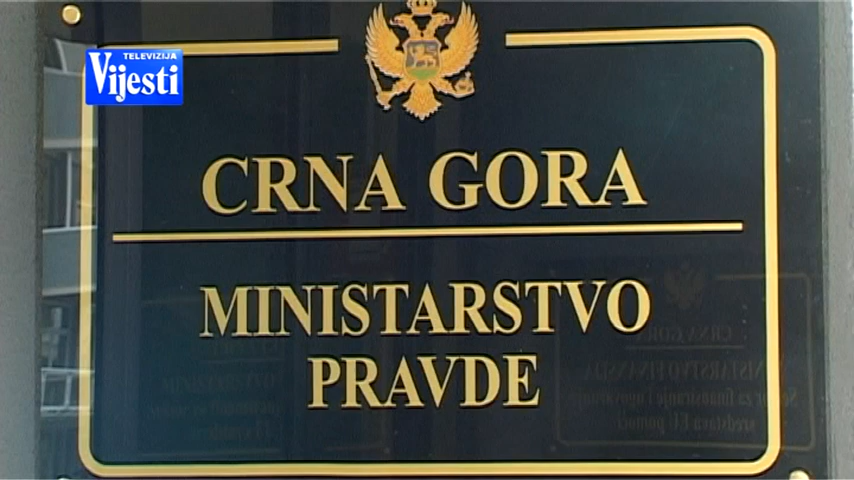 TELEVIZIJA
Vijesti
CRNA GORA
MINISTARSTVO
PRAVDE